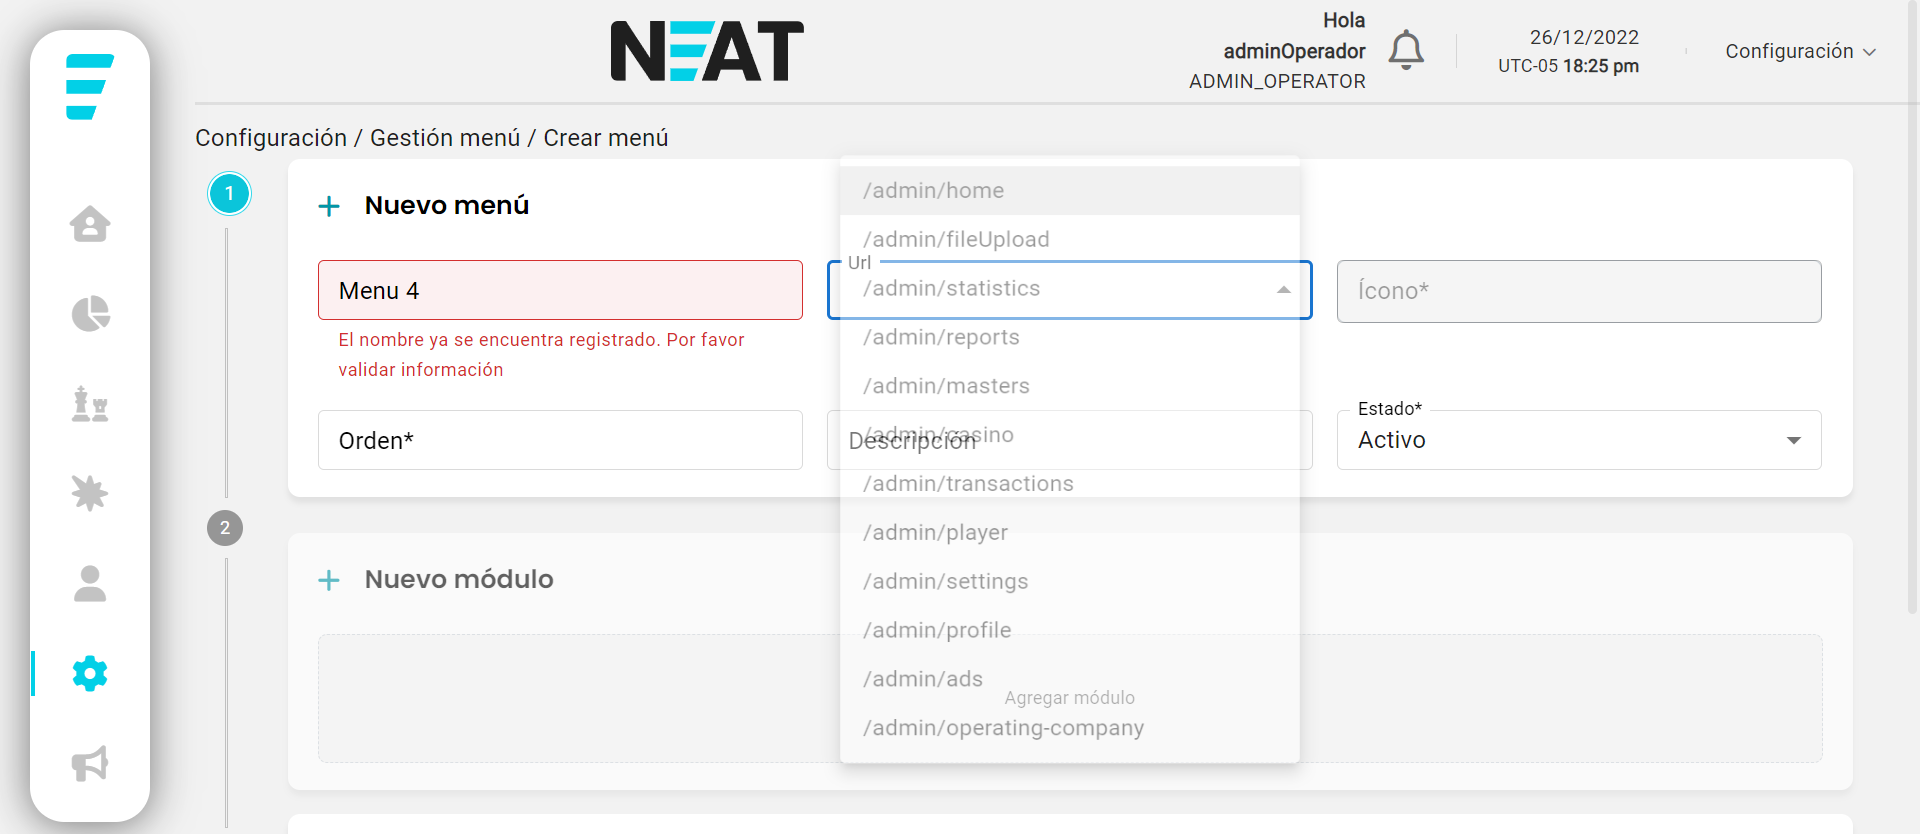 NEAT
Hola
adminOperador
ADMIN_OPERATOR
26/12/2022
UTC-05 18:25 pm
Configuración
Configuración / Gestión menú / Crear menú
1
Nuevo menú
Menu 4
El nombre ya se encuentra registrado. Por favor
validar información
Url
/admin/home
/admin/fileUpload
/admin/statistics
/admin/reports
/admin/masters
/admin/casino
/admin/transactions
/admin/player
/admin/settings
/admin/profile
/admin/ads
/admin/operating-company
Ícono*
Orden*
Descripción
Estado*
Activo
2
Nuevo módulo
Agregar módulo